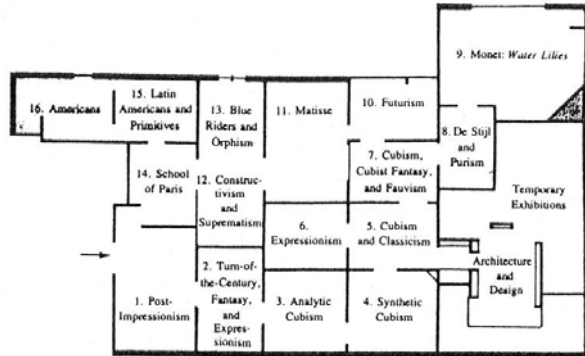 9. Monet: Water Lilies
16. Americans
15. Latin
Americans and
Primitives
13. Blue
Riders and
Orphism
11. Matisse
10. Futurism
8. De Stijl
and
Purism
14. School
of Paris
12. Construc-
tivism
and
Suprematism
7. Cubism,
Cubist Fantasy,
and Fauvism
Temporary
Exhibitions
6.
Expressionism
5. Cubism
and Classicism
Architecture
and
Design
1. Post-
Impressionism
2. Turn-of-
the-Century,
Fantasy,
and
Expres-
sionism
3. Analytic
Cubism
4. Synthetic
Cubism